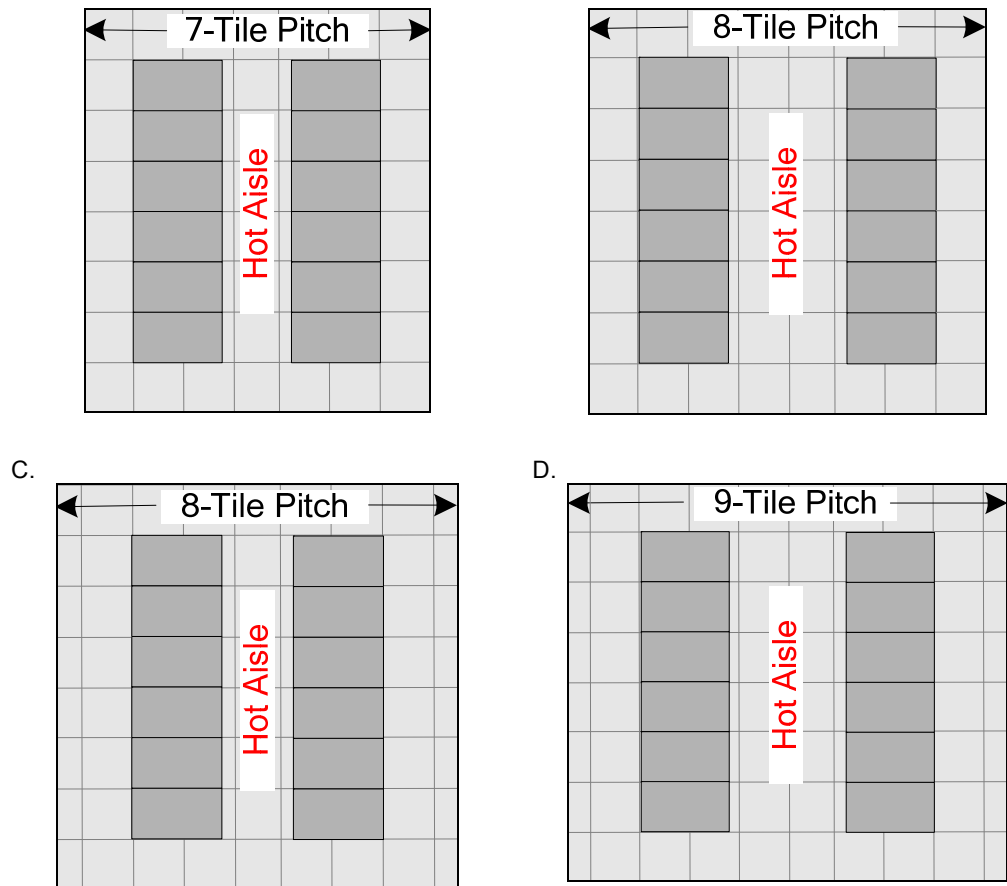 7-Tile Pitch
8-Tile Pitch
Hot Aisle
Hot Aisle
C.
D.
8-Tile Pitch
9-Tile Pitch
Hot Aisle
Hot Aisle